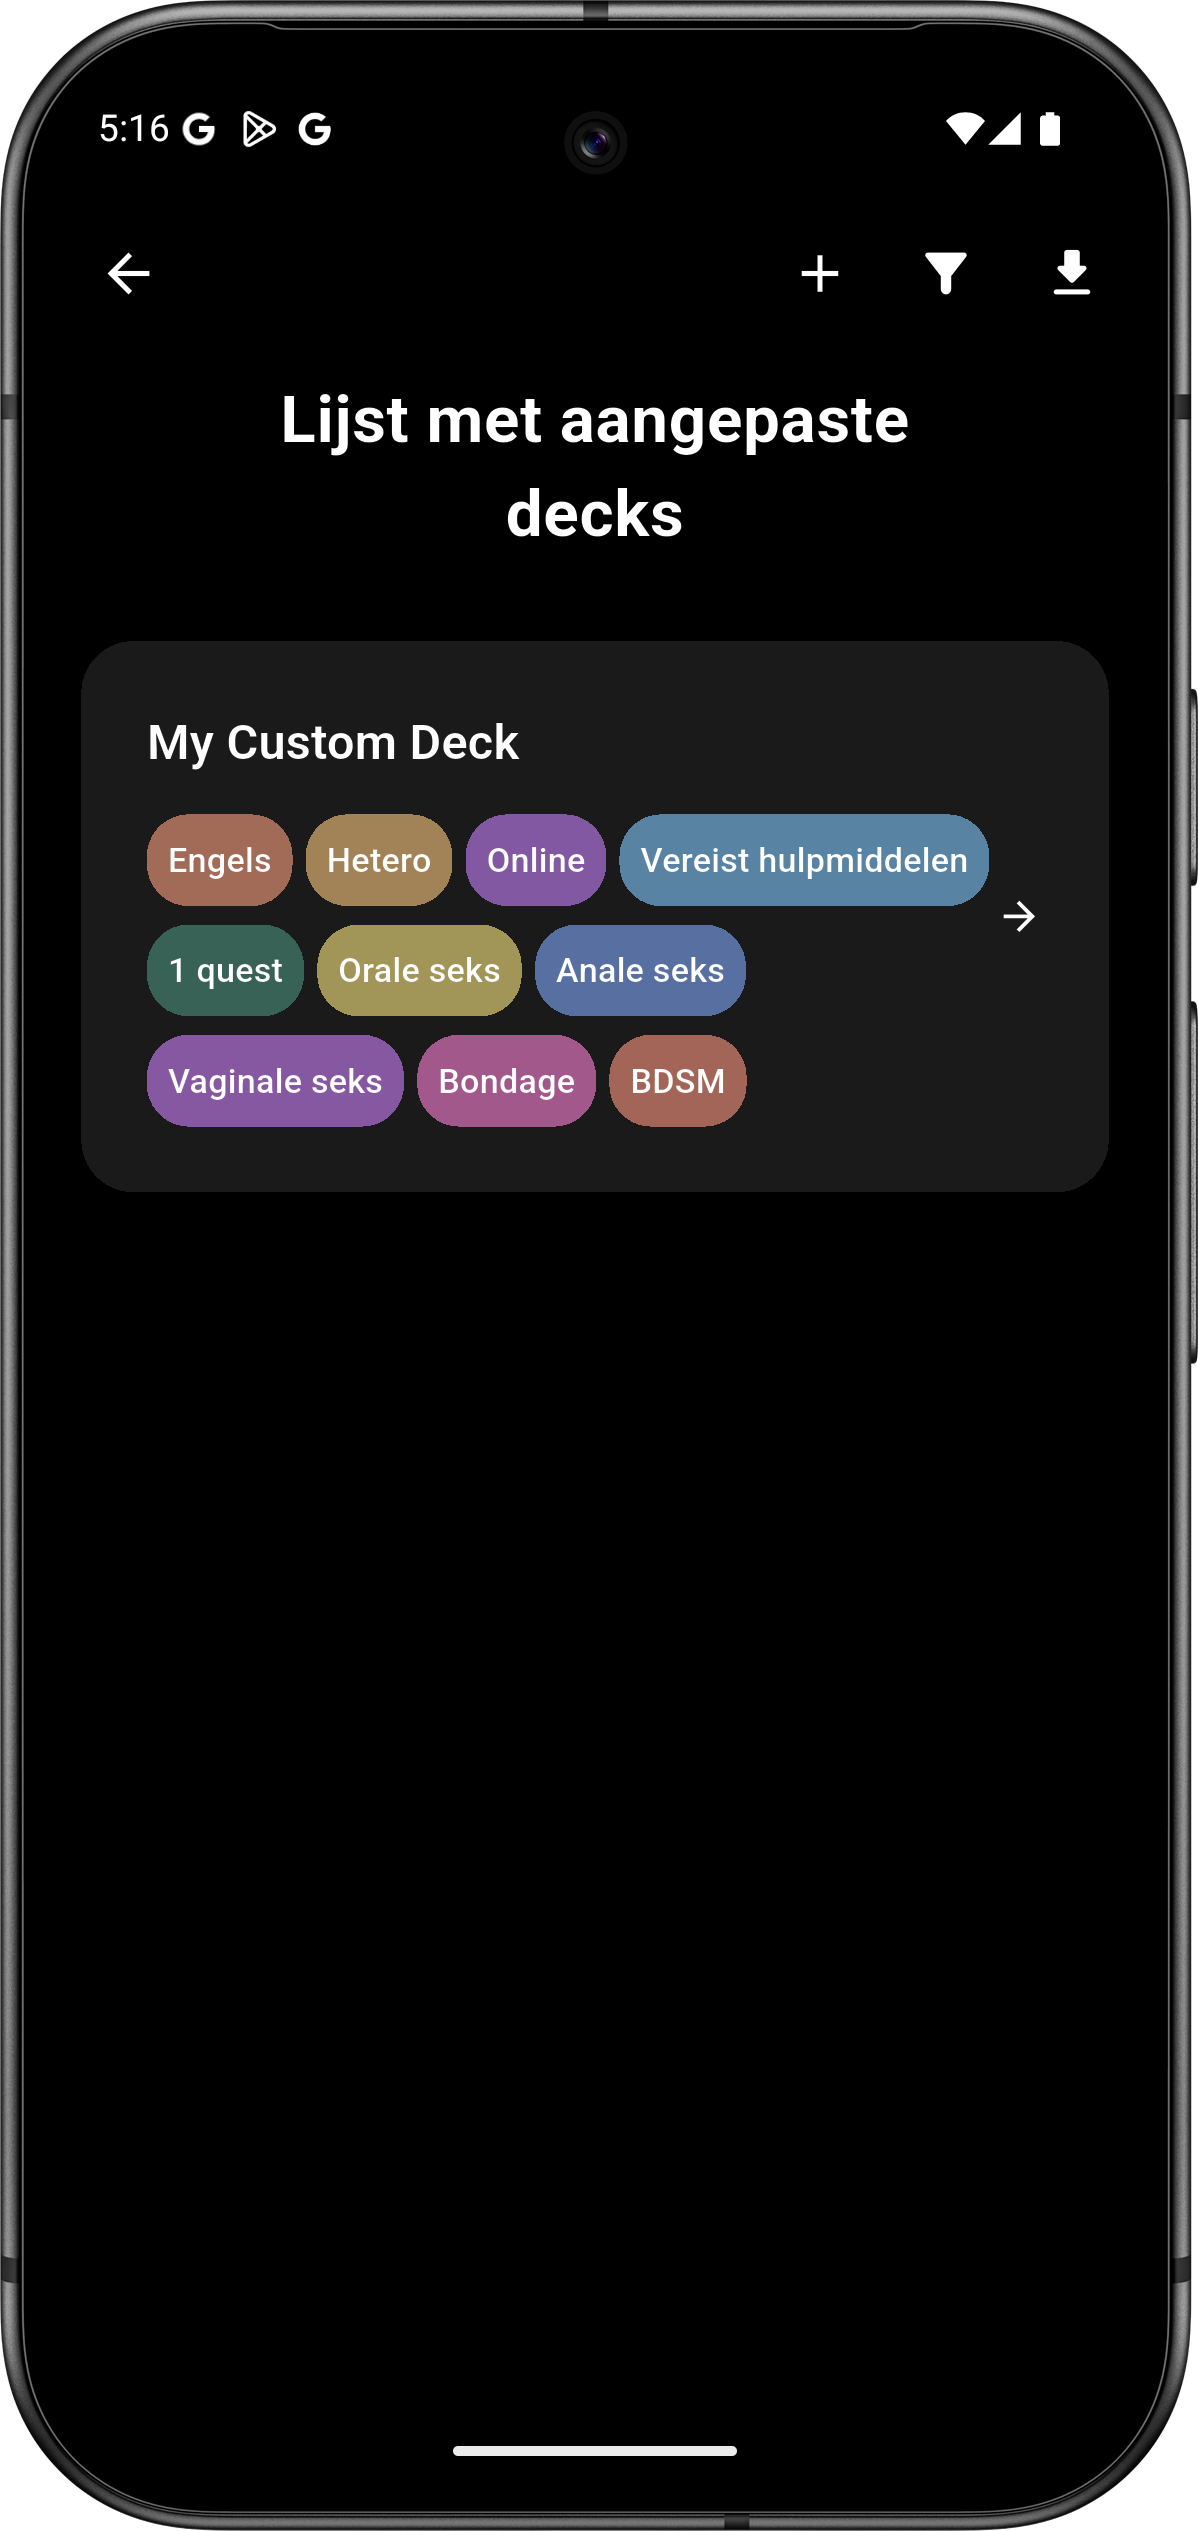 5:16
Lijst met aangepaste
decks
My Custom Deck
Engels Hetero Online Vereist hulpmiddelen
1 quest Orale seks Anale seks
Vaginale seks Bondage BDSM